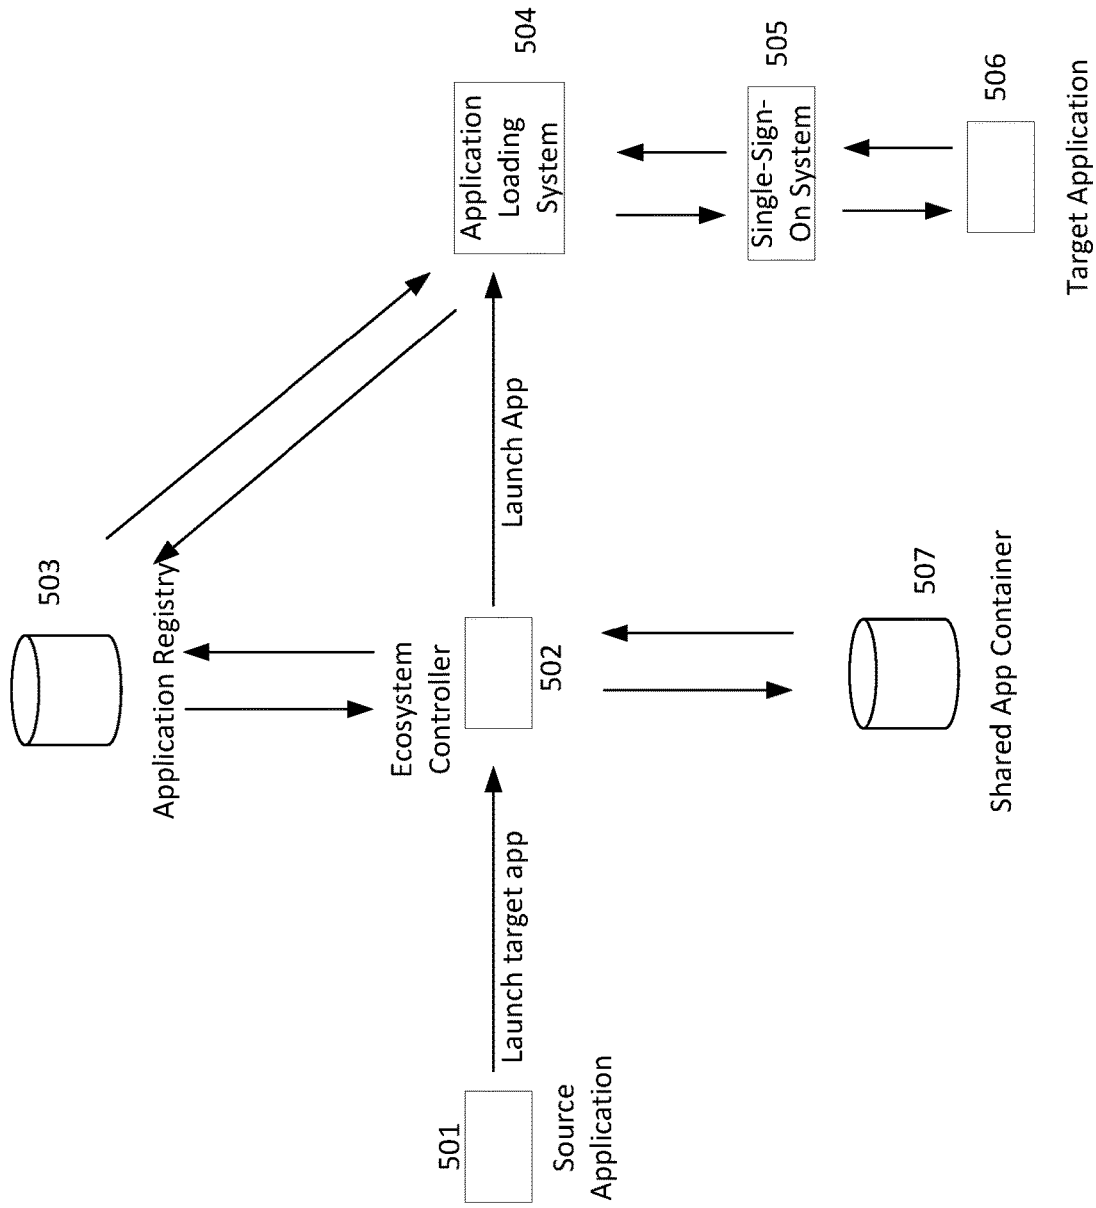 503
Application Registry
504
Application
Loading
System
Ecosystem
Controller
502
Launch App
501
Launch target app
Source
Application
505
Single-Sign-
On System
507
Shared App Container
506
Target Application